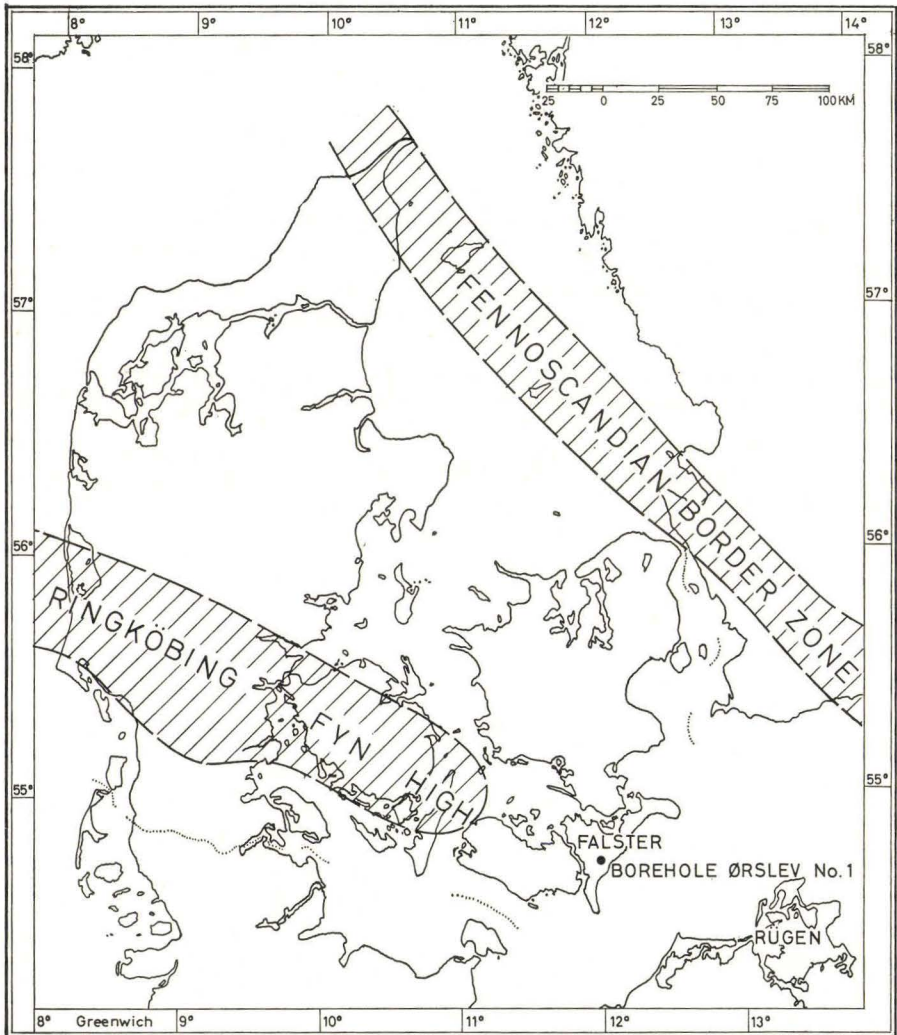 8° 9° 10° 11° 12° 13° 14°
58° 58°
25 0 25 50 75 100 KM
57° 57°
FENNOSCANDIAN-BORDER ZONE
56° 56°
RINGKÖBING FYN HIGH
55° 55°
FALSTER
BOREHOLE ØRSLEV No.1
RÜGEN
8° Greenwich 9° 10° 11° 12° 13°